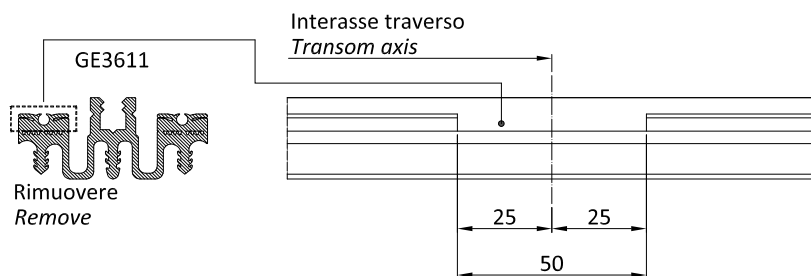 Interasse traverso
Transom axis
GE3611
Rimuovere
Remove
25
25
50